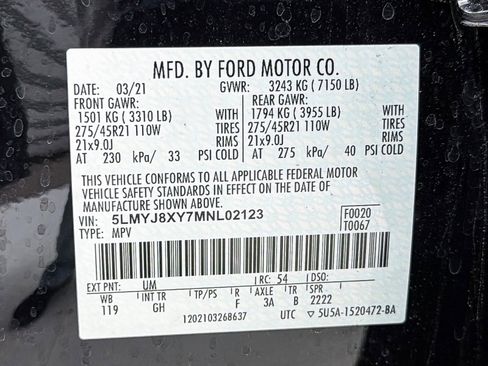 MFD. BY FORD MOTOR CO.
DATE: 03/21 GVWR: 3243 KG ( 7150 LB)
FRONT GAWR: REAR GAWR:
1501 KG ( 3310 LB) WITH 1794 KG ( 3955 LB) WITH
275/45R21 110W TIRES 275/45R21 110W TIRES
21x9.0J RIMS 21x9.0J RIMS
AT 230 kPa/ 33 PSI COLD AT 275 kPa/ 40 PSI COLD
THIS VEHICLE CONFORMS TO ALL APPLICABLE FEDERAL MOTOR
VEHICLE SAFETY STANDARDS IN EFFECT ON THE DATE OF
MANUFACTURE SHOWN ABOVE.
VIN: 5LMYJ8XY7MNL02123 F0020
TYPE: MPV T0067
EXT PNT: UM RC: 54 DSO:
WB INT TR TP/PS R AXLE TR SPR
119 GH F 3A B 2222
1202103268637 UTC ▽5U5A-1520472-BA